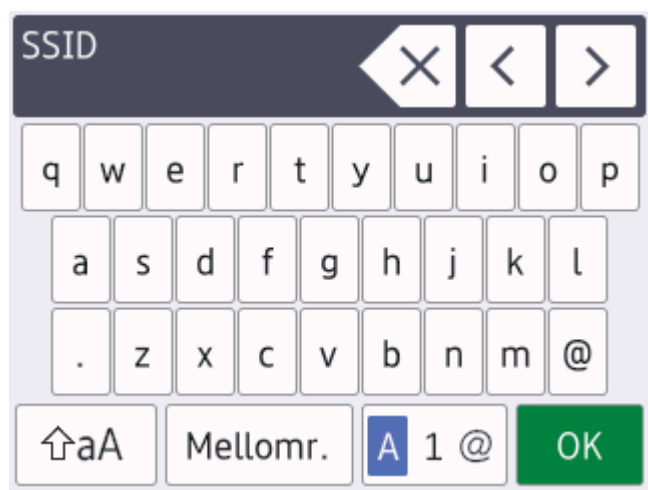 SSID
q w e r t y u i o p
a s d f g h j k l
. z x c v b n m @
aA Mellomr. A 1 @ OK